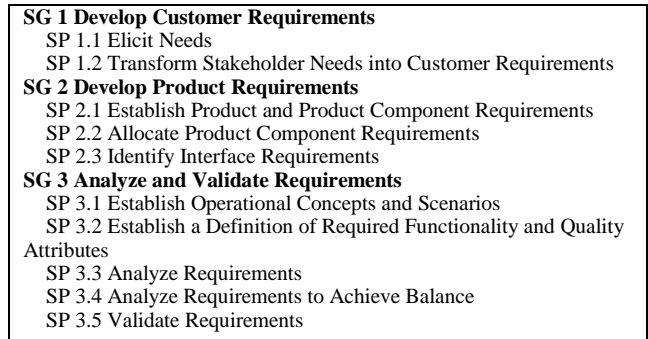 SG 1 Develop Customer Requirements
SP 1.1 Elicit Needs
SP 1.2 Transform Stakeholder Needs into Customer Requirements
SG 2 Develop Product Requirements
SP 2.1 Establish Product and Product Component Requirements
SP 2.2 Allocate Product Component Requirements
SP 2.3 Identify Interface Requirements
SG 3 Analyze and Validate Requirements
SP 3.1 Establish Operational Concepts and Scenarios
SP 3.2 Establish a Definition of Required Functionality and Quality
Attributes
SP 3.3 Analyze Requirements
SP 3.4 Analyze Requirements to Achieve Balance
SP 3.5 Validate Requirements